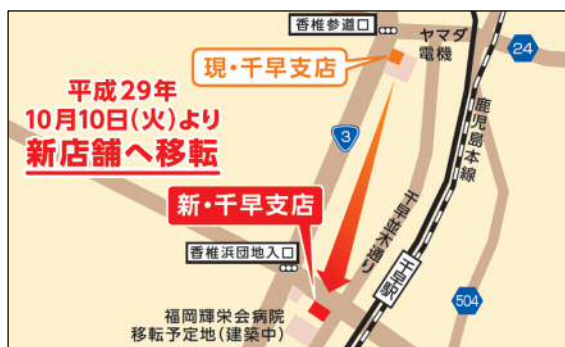 香椎参道口
ヤマダ
電機
24
現・千早支店
平成29年
10月10日(火)より
新店舗へ移転
3
鹿児島本線
新・千早支店
千早並木通り
香椎浜団地入口
千早駅
504
福岡輝栄会病院
移転予定地(建築中)